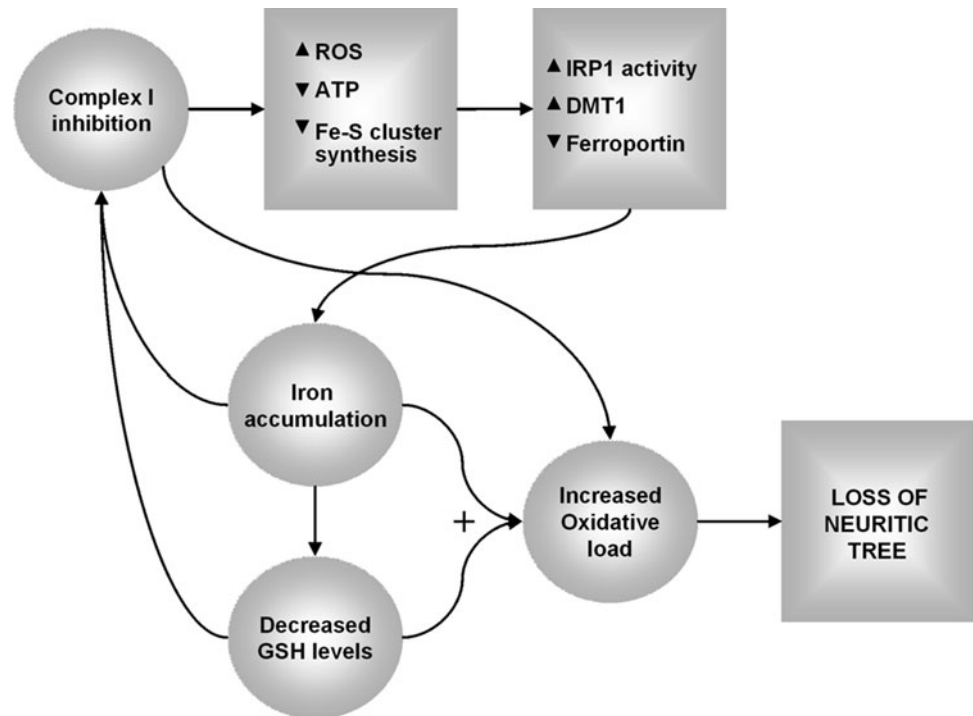 Complex I
inhibition
▲ ROS
▼ ATP
▼ Fe-S cluster
synthesis
▲ IRP1 activity
▲ DMT1
▼ Ferroportin
Iron
accumulation
+
Increased
Oxidative
load
LOSS OF
NEURITIC
TREE
Decreased
GSH levels